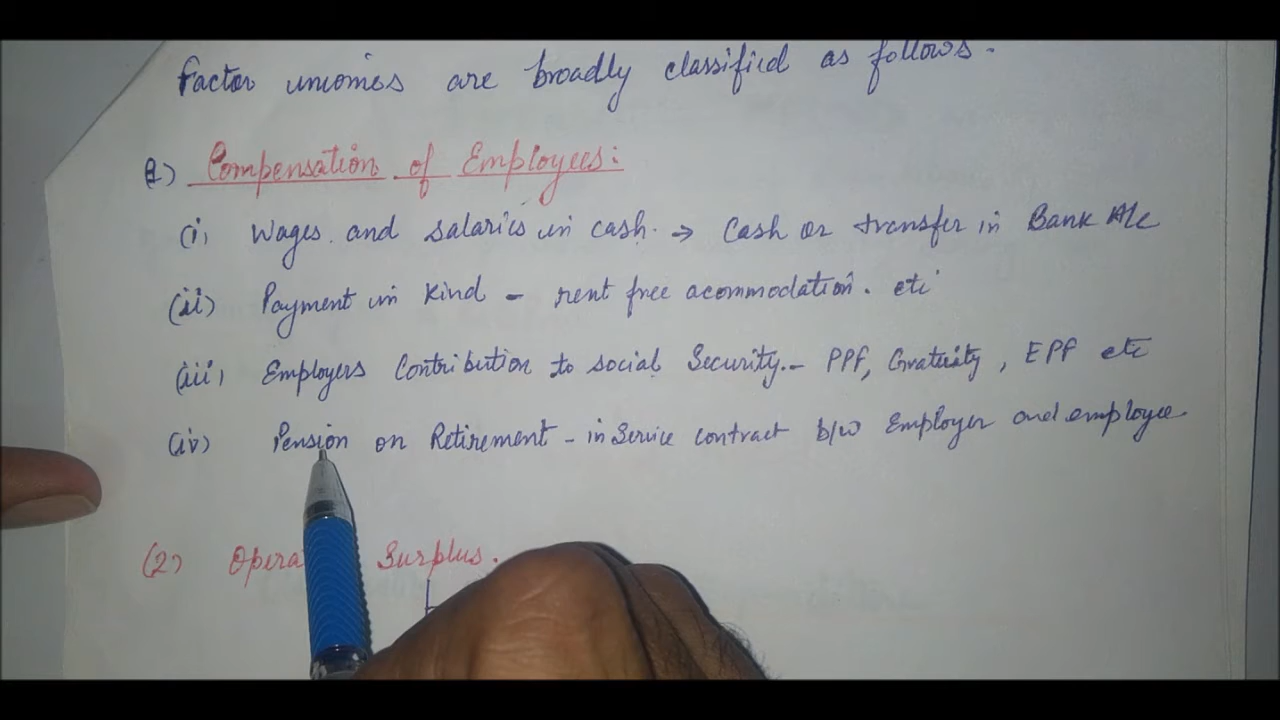 Factor incomes are broadly classified as follows.
1) Compensation of Employees:
(i) Wages and salaries in cash. → Cash or transfer in Bank A/c
(ii) Payment in Kind - rent free acommodation. etc
(iii) Employers Contribution to social Security. - PPF, Gratuity, EPF etc
(iv) Pension on Retirement - in Service contract b/w Employer and employee
(2) Opera Surplus.